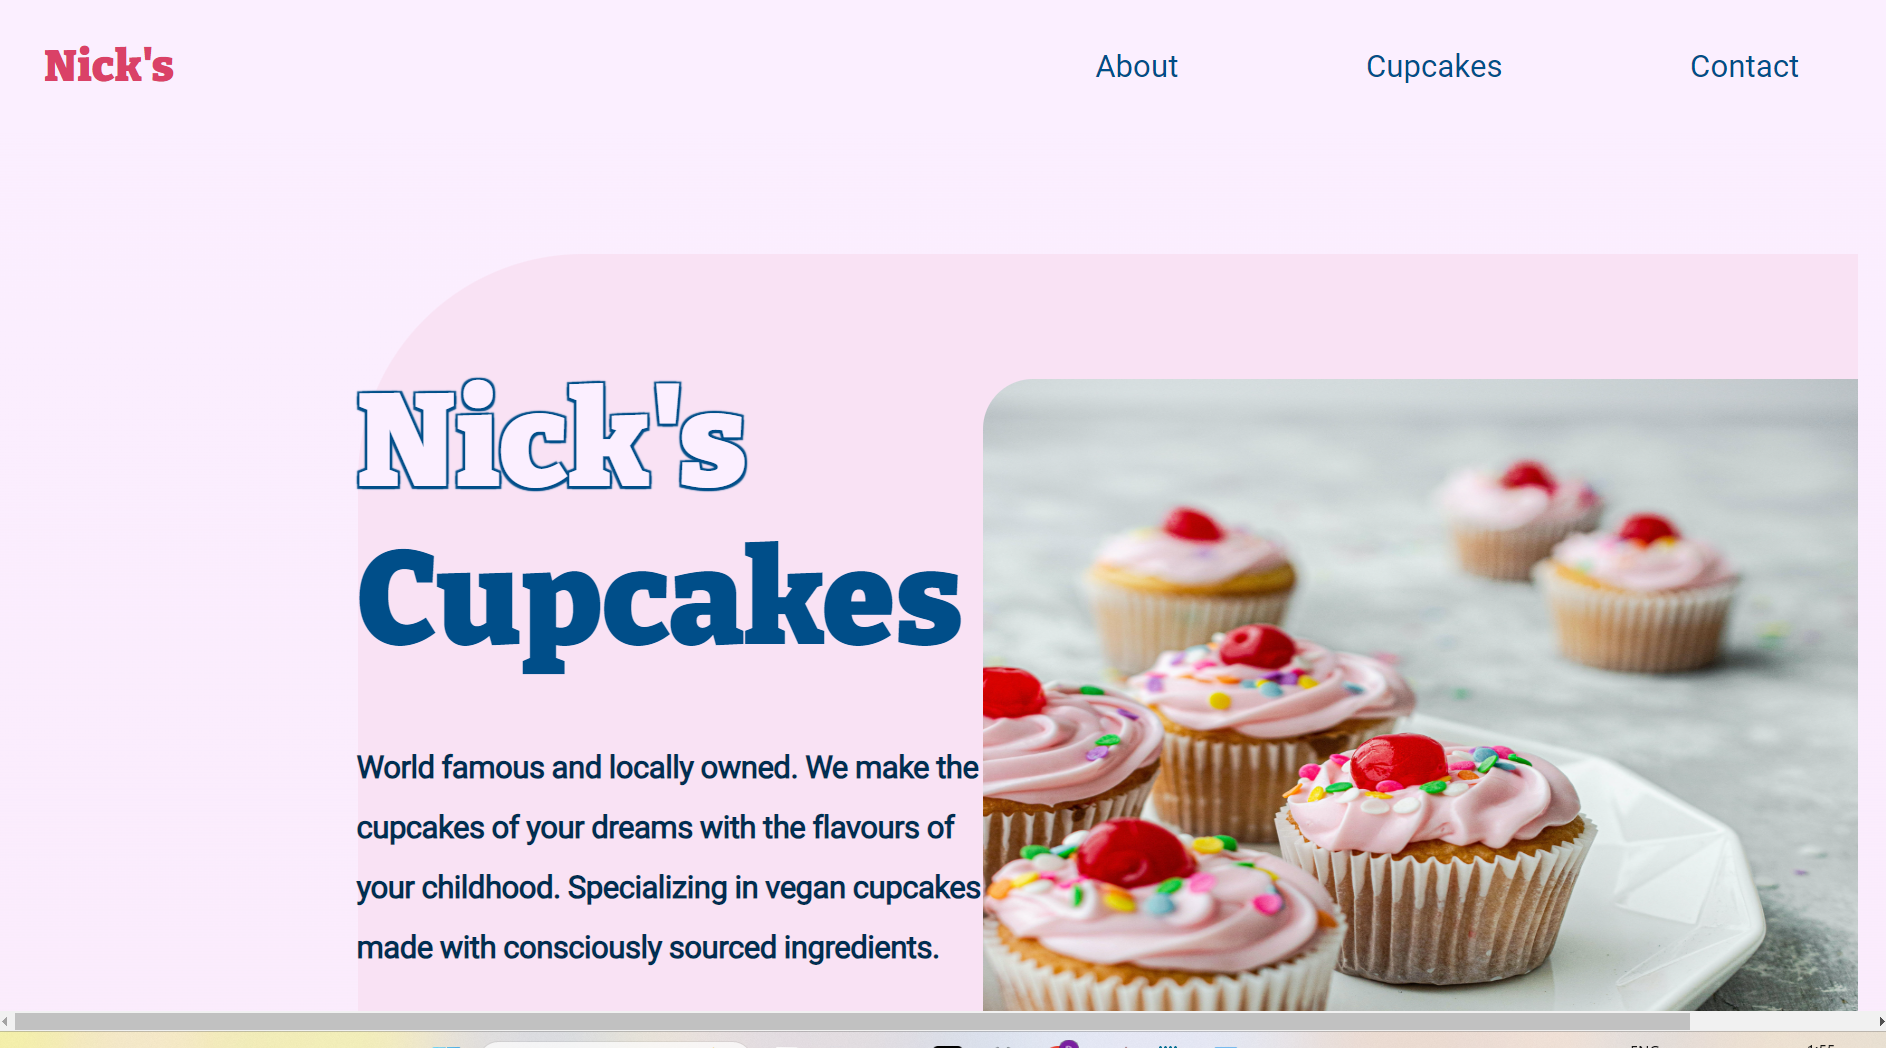 Nick's
About
Cupcakes
Contact
Nick's
Cupcakes
World famous and locally owned. We make the
cupcakes of your dreams with the flavours of
your childhood. Specializing in vegan cupcakes
made with consciously sourced ingredients.